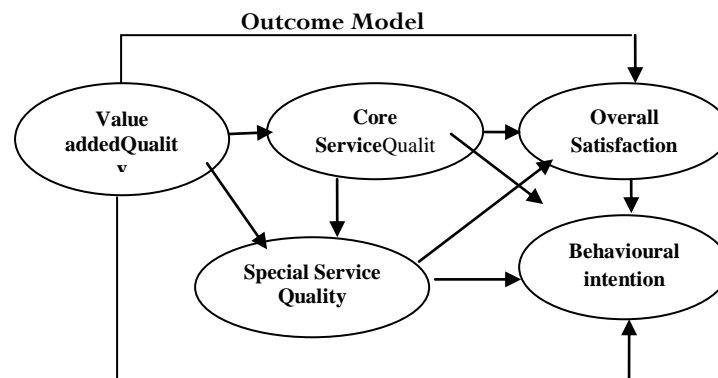 Outcome Model
Value
addedQualit
y
Core
ServiceQualit
Overall
Satisfaction
Special Service
Quality
Behavioural
intention